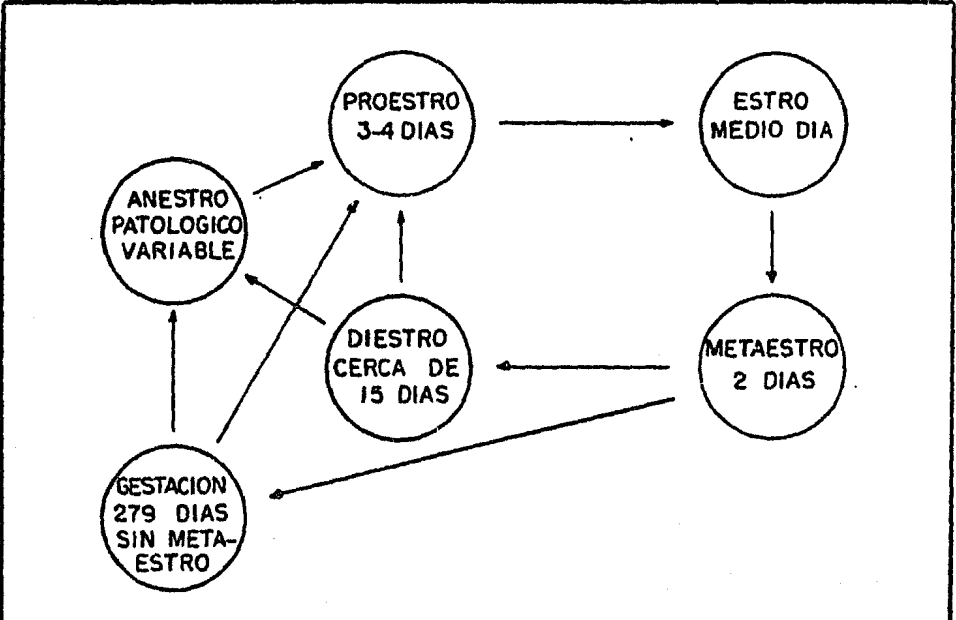 PROESTRO
3-4 DIAS
ESTRO
MEDIO DIA
ANESTRO
PATOLOGICO
VARIABLE
DIESTRO
CERCA DE
15 DIAS
METAESTRO
2 DIAS
GESTACION
279 DIAS
SIN META-
ESTRO